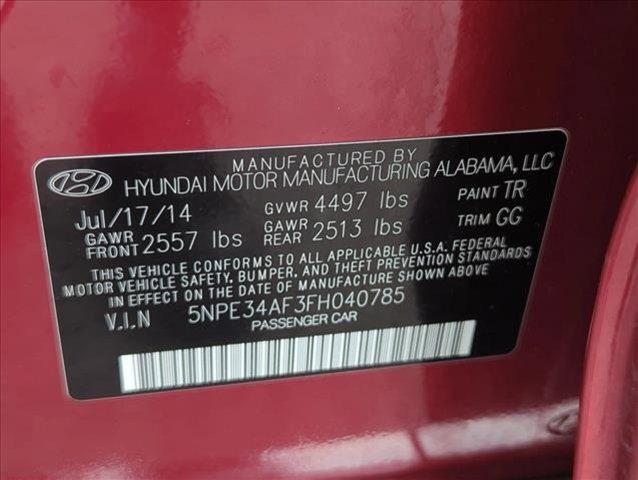 MANUFACTURED BY
HYUNDAI MOTOR MANUFACTURING ALABAMA, LLC
Jul/17/14 GVWR 4497 lbs PAINT TR
GAWR FRONT 2557 lbs GAWR REAR 2513 lbs TRIM GG
THIS VEHICLE CONFORMS TO ALL APPLICABLE U.S.A. FEDERAL
MOTOR VEHICLE SAFETY, BUMPER, AND THEFT PREVENTION STANDARDS
IN EFFECT ON THE DATE OF MANUFACTURE SHOWN ABOVE
V.I.N 5NPE34AF3FH040785
PASSENGER CAR